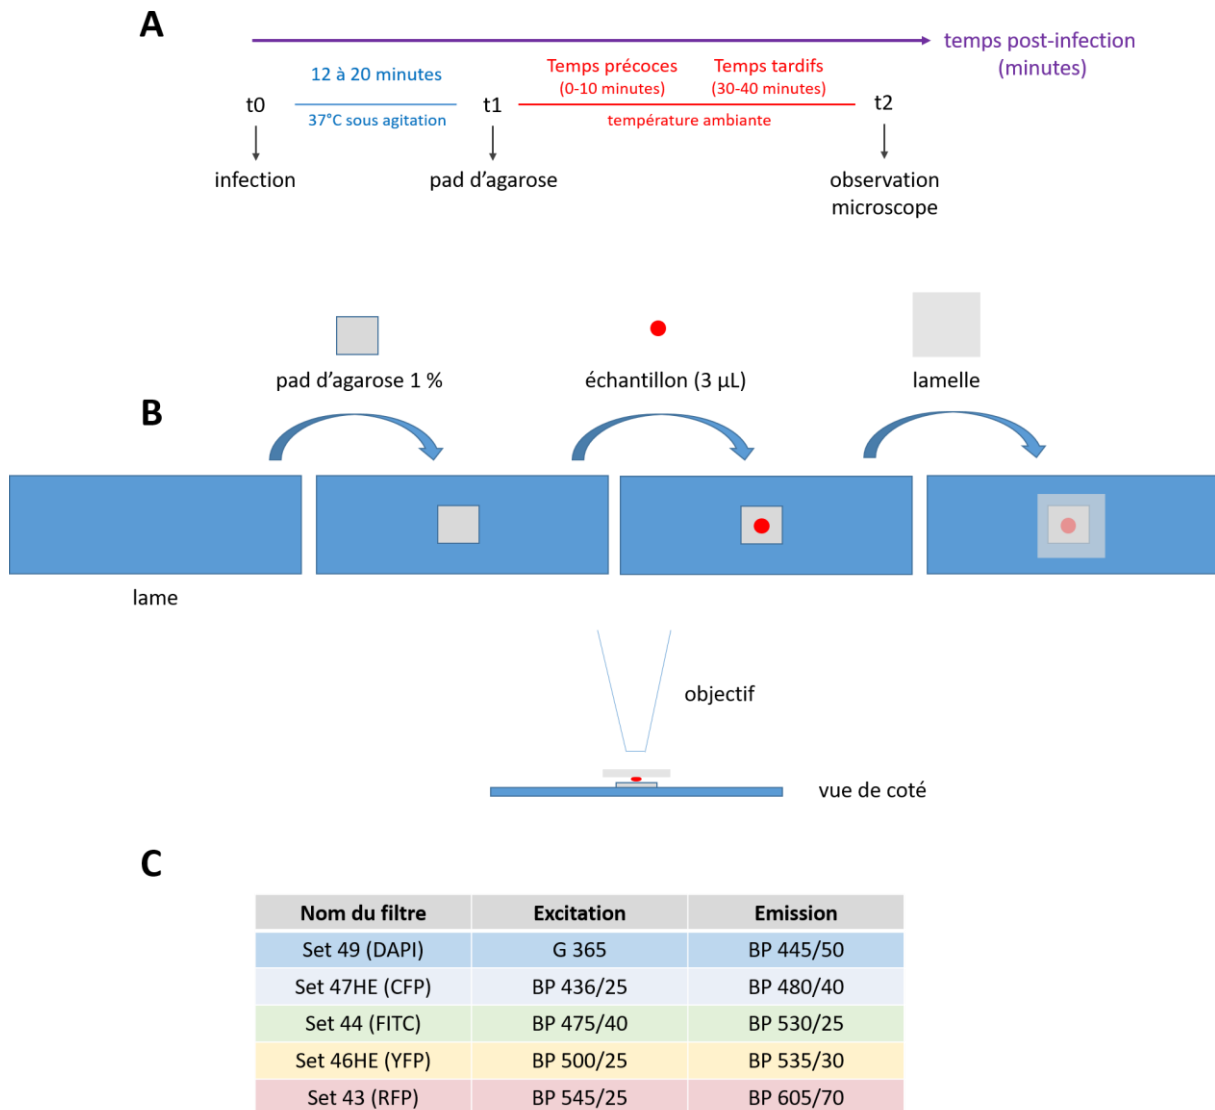 A
temps post-infection
(minutes)
12 à 20 minutes
Temps précoces
(0-10 minutes)
Temps tardifs
(30-40 minutes)
t0
37°C sous agitation
t1
température ambiante
t2
infection
pad d'agarose
observation
microscope
pad d'agarose 1 %
échantillon (3 µL)
lamelle
B
lame
objectif
vue de coté
C
Nom du filtre Excitation Emission
Set 49 (DAPI) G 365 BP 445/50
Set 47HE (CFP) BP 436/25 BP 480/40
Set 44 (FITC) BP 475/40 BP 530/25
Set 46HE (YFP) BP 500/25 BP 535/30
Set 43 (RFP) BP 545/25 BP 605/70